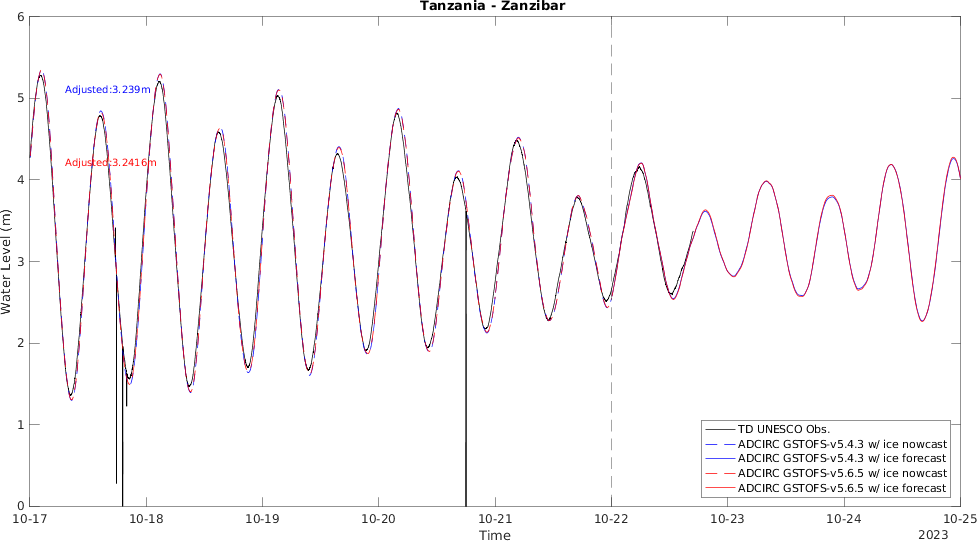 Tanzania - Zanzibar
6
5
4
3
2
1
0
Water Level (m)
Adjusted:3.239m
Adjusted:3.2416m
TD UNESCO Obs.
ADCIRC GSTOFS-v5.4.3 w/ ice nowcast
ADCIRC GSTOFS-v5.4.3 w/ ice forecast
ADCIRC GSTOFS-v5.6.5 w/ ice nowcast
ADCIRC GSTOFS-v5.6.5 w/ ice forecast
10-17 10-18 10-19 10-20 10-21 10-22 10-23 10-24 10-25
Time
2023